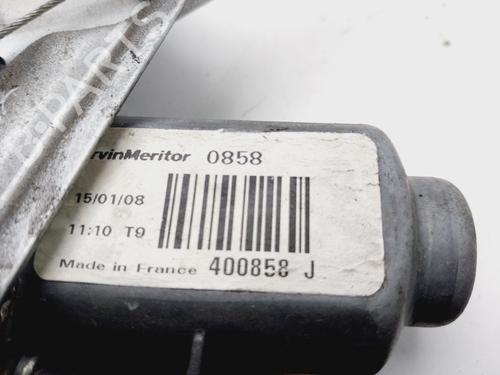 rvinMeritor 0858
15/01/08
11:10 T9
Made in France 400858 J
-PARTS